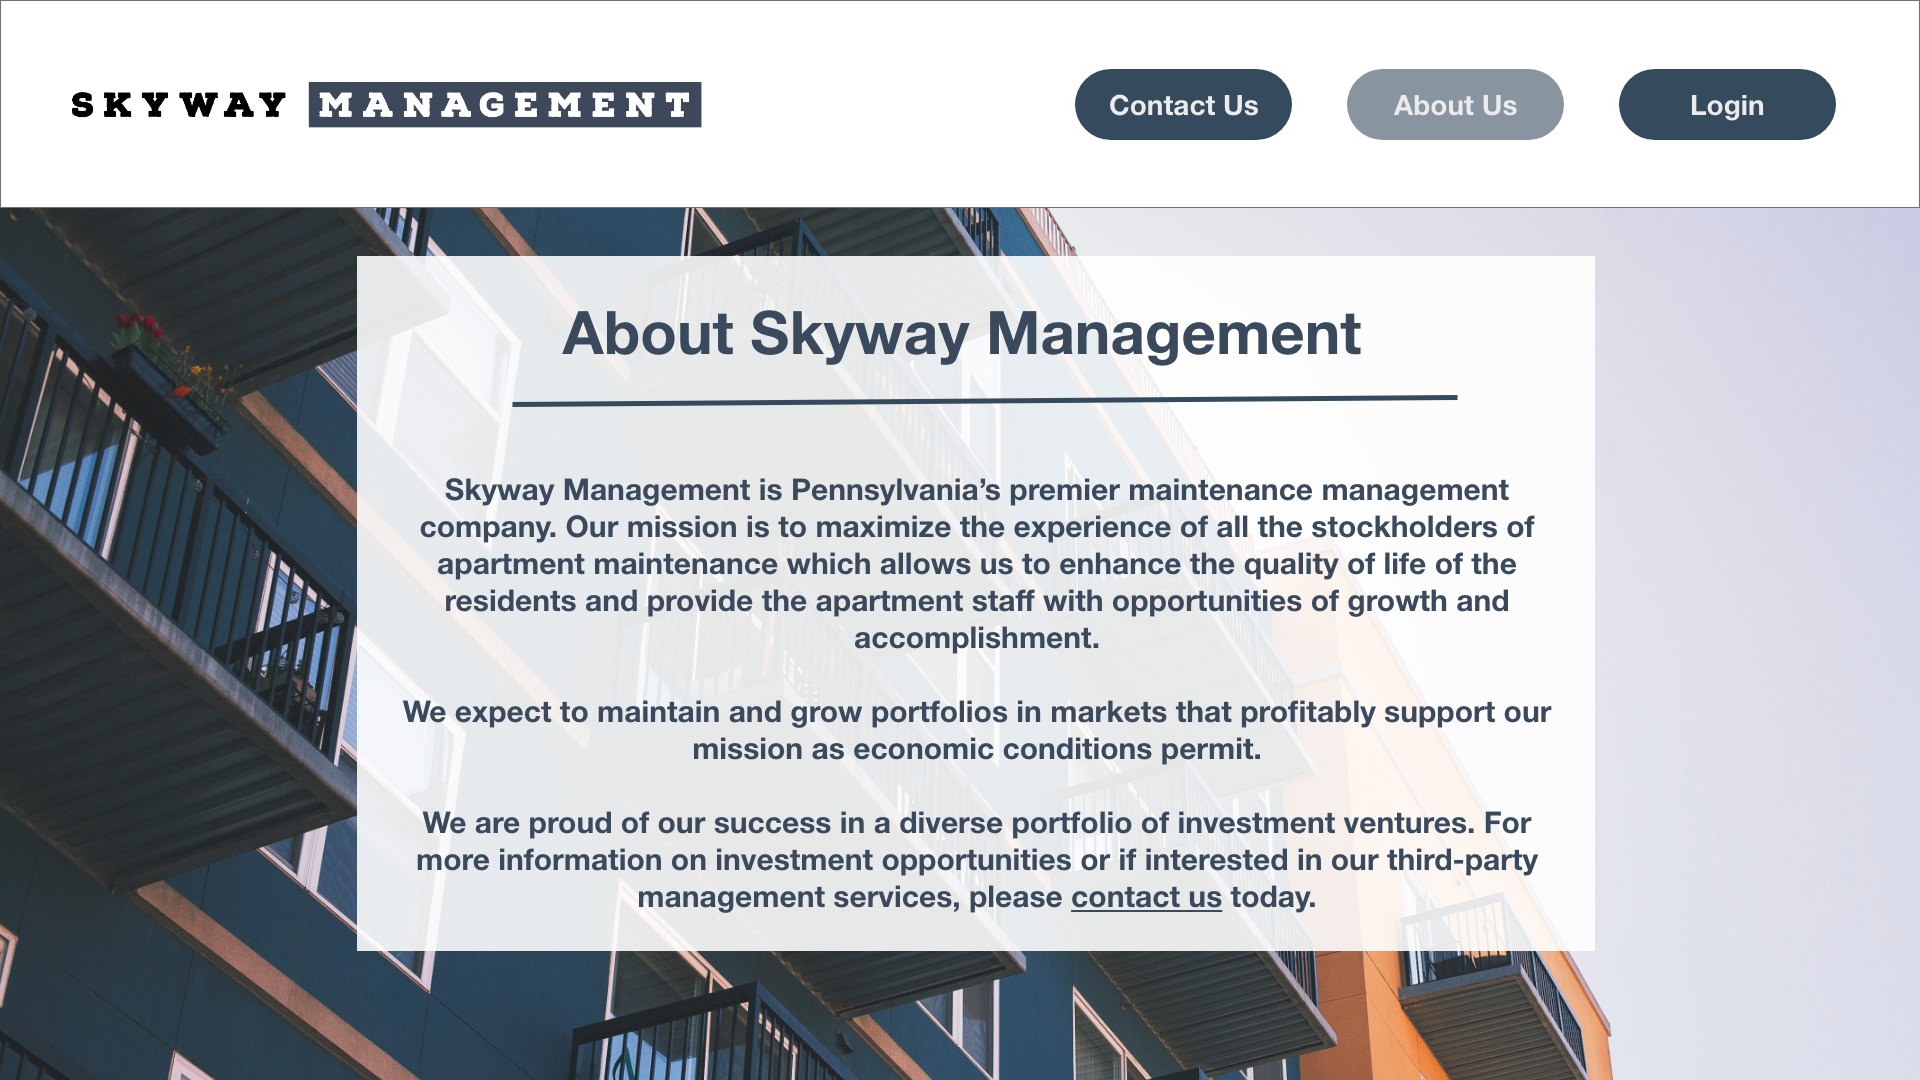 SKYWAY MANAGEMENT
Contact Us
About Us
Login
About Skyway Management
Skyway Management is Pennsylvania’s premier maintenance management
company. Our mission is to maximize the experience of all the stockholders of
apartment maintenance which allows us to enhance the quality of life of the
residents and provide the apartment staff with opportunities of growth and
accomplishment.
We expect to maintain and grow portfolios in markets that profitably support our
mission as economic conditions permit.
We are proud of our success in a diverse portfolio of investment ventures. For
more information on investment opportunities or if interested in our third-party
management services, please contact us today.